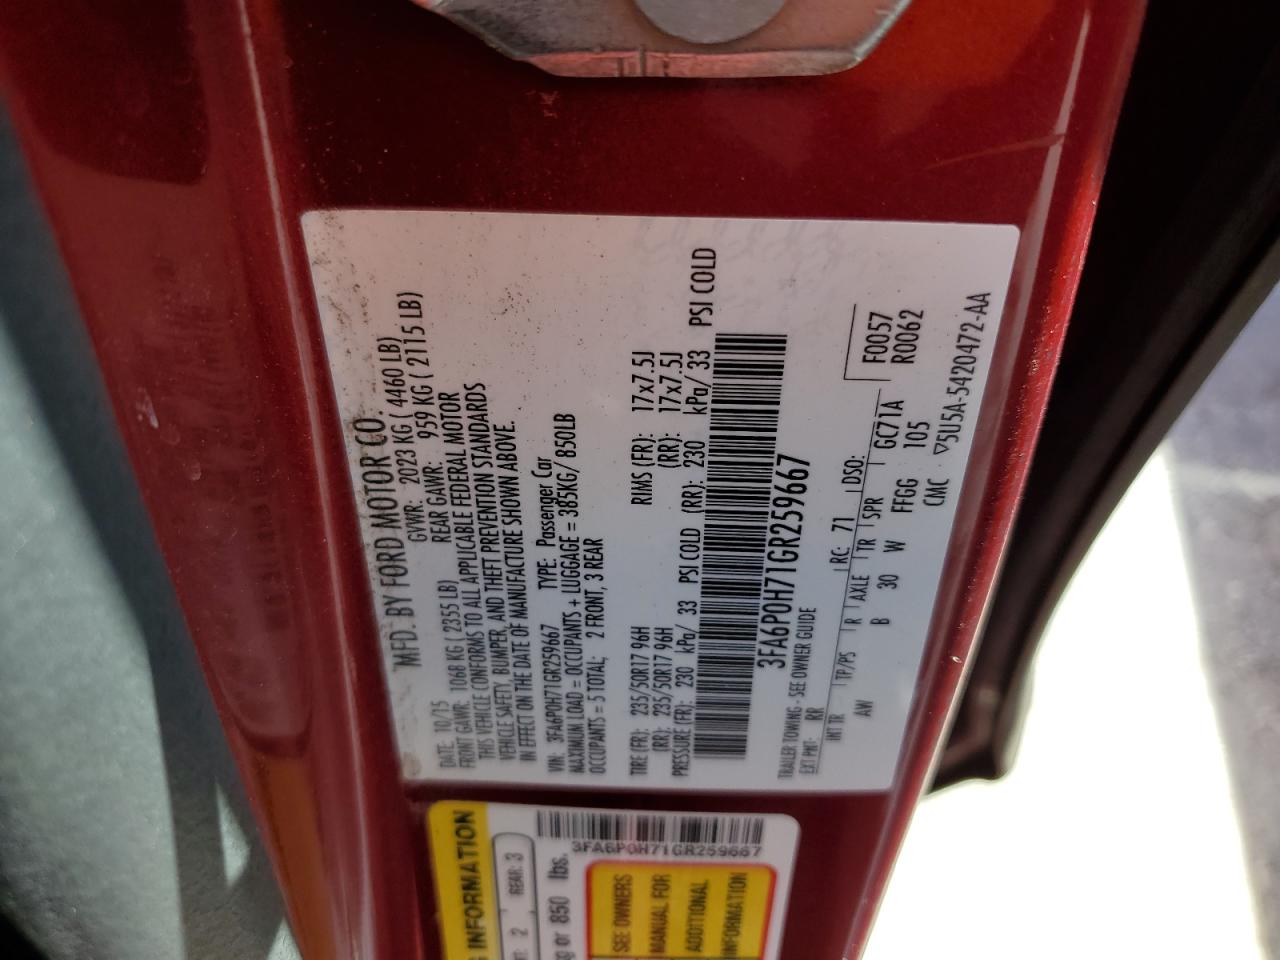 MFD. BY FORD MOTOR CO.
DATE: 10/15 GVWR: 2023 KG ( 4460 LB)
FRONT GAWR: 1068 KG ( 2355 LB) REAR GAWR: 959 KG ( 2115 LB)
THIS VEHICLE CONFORMS TO ALL APPLICABLE FEDERAL MOTOR
VEHICLE SAFETY, BUMPER, AND THEFT PREVENTION STANDARDS
IN EFFECT ON THE DATE OF MANUFACTURE SHOWN ABOVE.
VIN: 3FA6P0H71GR259667 TYPE: Passenger Car
MAXIMUM LOAD = OCCUPANTS + LUGGAGE = 385KG/ 850LB
OCCUPANTS = 5 TOTAL; 2 FRONT, 3 REAR
TIRE (FR): 235/50R17 96H RIMS (FR): 17x7.5J
(RR): 235/50R17 96H (RR): 17x7.5J
PRESSURE (FR): 230 kPa/ 33 PSI COLD (RR): 230 kPa/ 33 PSI COLD
3FA6P0H71GR259667
TRAILER TOWING - SEE OWNER GUIDE
EXT PNT: RR RC: 71 DSO: F0057
R0062
INT TR TP/PS R AXLE TR SPR GC71A
AW B 30 W FFGG 105
CMC ▽5U5A-5420472-AA
INFORMATION
2 REAR: 3
or 850 lbs.
3FA6P0H71GR259667
SEE OWNERS
MANUAL FOR
ADDITIONAL
INFORMATION